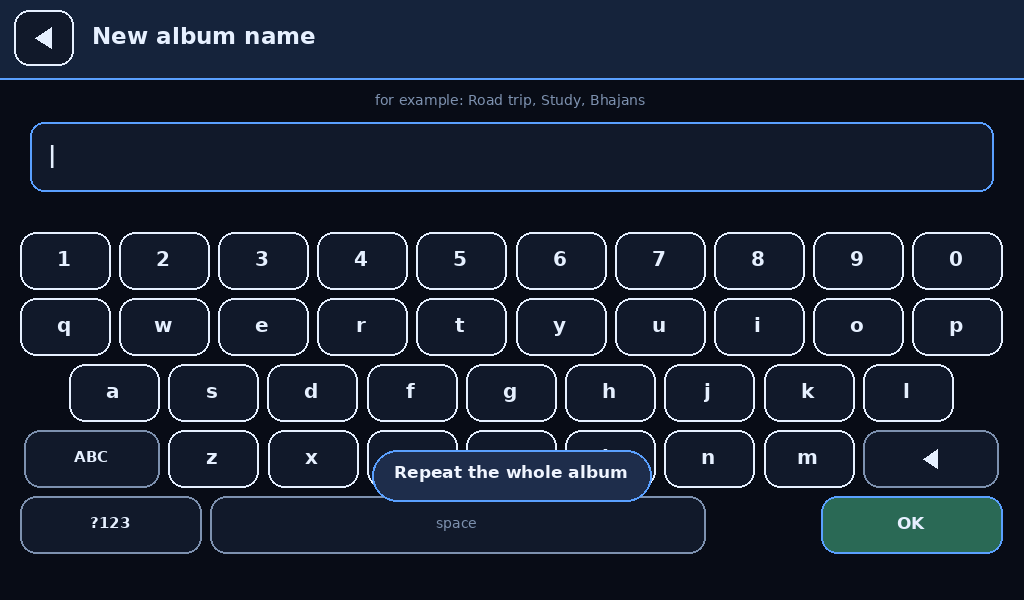 New album name
for example: Road trip, Study, Bhajans
1 2 3 4 5 6 7 8 9 0
q w e r t y u i o p
a s d f g h j k l
ABC z x n m
Repeat the whole album
?123 space OK